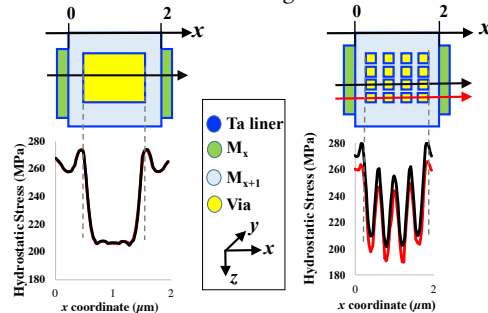 0 2
x
280
260
240
220
200
180
Hydrostatic Stress (MPa)
0 1 2
x coordinate (μm)
Ta liner
Mx
Mx+1
Via
y
x
z
0 2
x
280
260
240
220
200
180
Hydrostatic Stress (MPa)
0 2
x coordinate (μm)